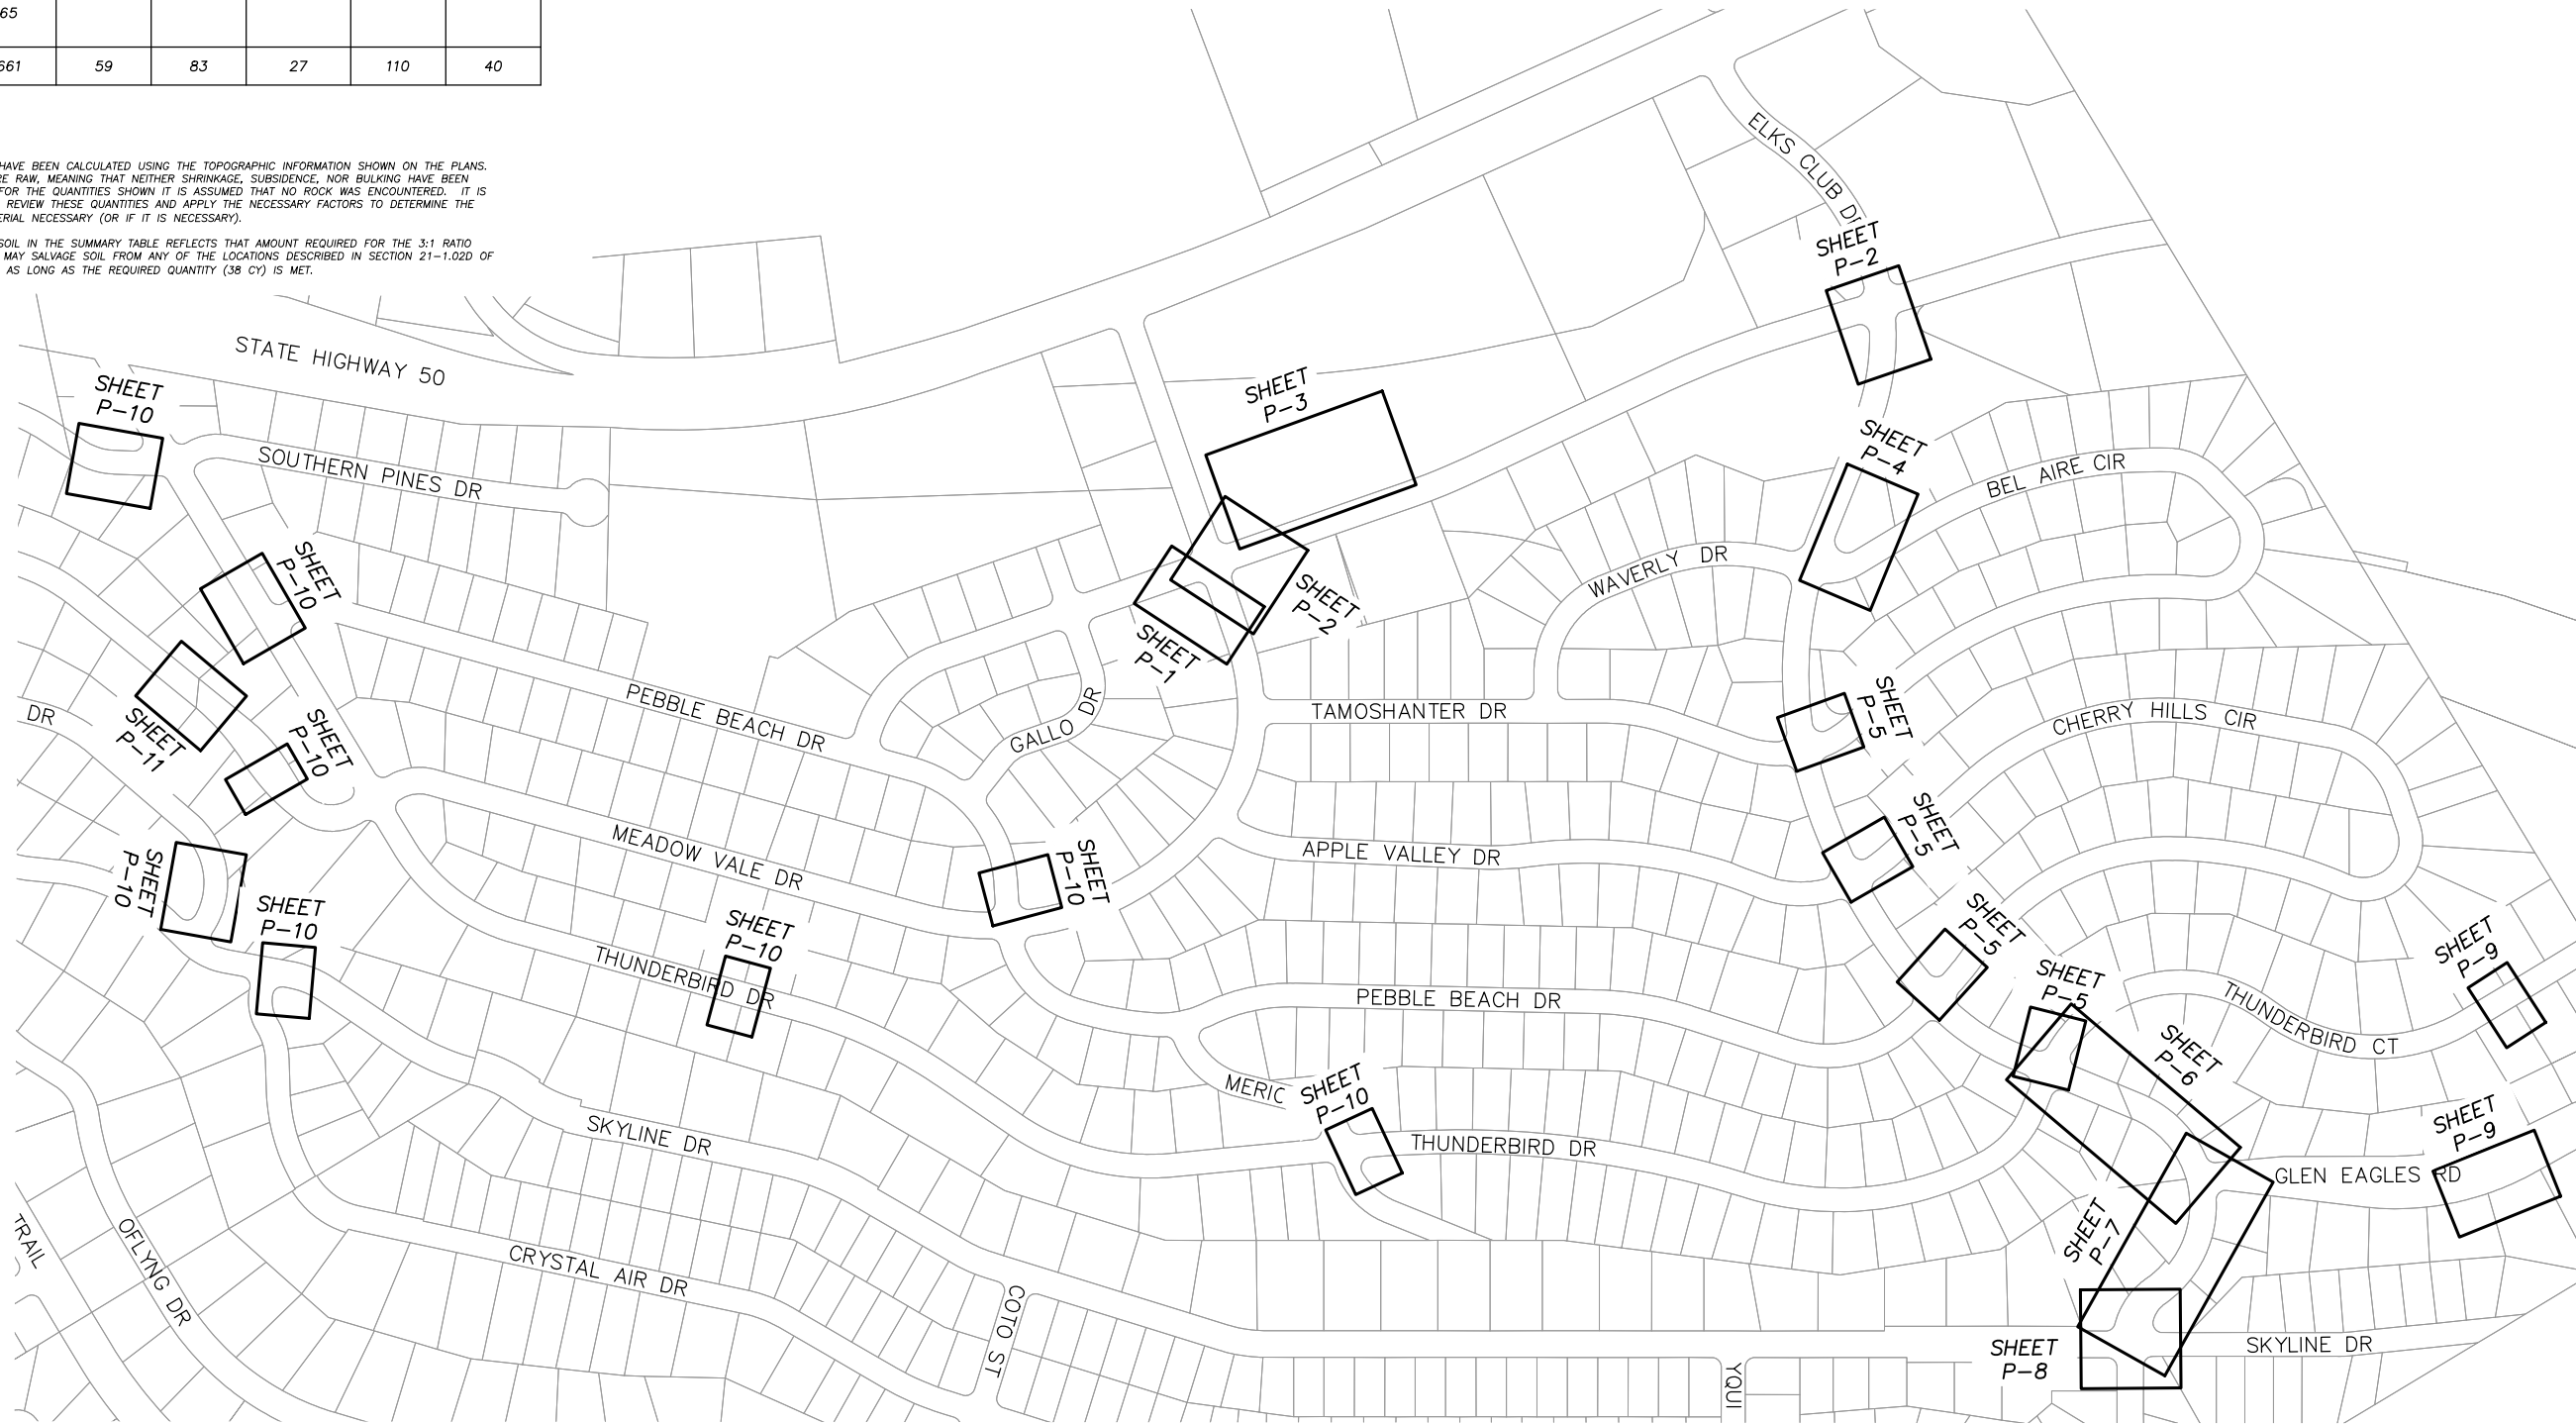 65
661 59 83 27 110 40
HAVE BEEN CALCULATED USING THE TOPOGRAPHIC INFORMATION SHOWN ON THE PLANS.
RE RAW, MEANING THAT NEITHER SHRINKAGE, SUBSIDENCE, NOR BULKING HAVE BEEN
FOR THE QUANTITIES SHOWN IT IS ASSUMED THAT NO ROCK WAS ENCOUNTERED. IT IS
REVIEW THESE QUANTITIES AND APPLY THE NECESSARY FACTORS TO DETERMINE THE
ERIAL NECESSARY (OR IF IT IS NECESSARY).
SOIL IN THE SUMMARY TABLE REFLECTS THAT AMOUNT REQUIRED FOR THE 3:1 RATIO
MAY SALVAGE SOIL FROM ANY OF THE LOCATIONS DESCRIBED IN SECTION 21-1.02D OF
AS LONG AS THE REQUIRED QUANTITY (38 CY) IS MET.
ELKS CLUB DR
SHEET
P-2
STATE HIGHWAY 50
SHEET
P-10
SHEET
P-3
SOUTHERN PINES DR
SHEET
P-4
BEL AIRE CIR
SHEET
P-10
WAVERLY DR
SHEET
P-2
SHEET
P-1
SHEET
P-11
DR
SHEET
P-10
PEBBLE BEACH DR
GALLO DR
TAMOSHANTER DR
SHEET
P-5
CHERRY HILLS CIR
SHEET
P-10
MEADOW VALE DR
SHEET
P-10
APPLE VALLEY DR
SHEET
P-5
SHEET
P-10
SHEET
P-10
THUNDERBIRD DR
PEBBLE BEACH DR
SHEET
P-5
SHEET
P-5
THUNDERBIRD CT
SHEET
P-9
SHEET
P-6
MERIC
SHEET
P-10
SKYLINE DR
THUNDERBIRD DR
SHEET
P-9
GLEN EAGLES RD
TRAIL
OFLYNG DR
CRYSTAL AIR DR
COTO ST
SHEET
P-7
SHEET
P-8
SKYLINE DR
YQUI